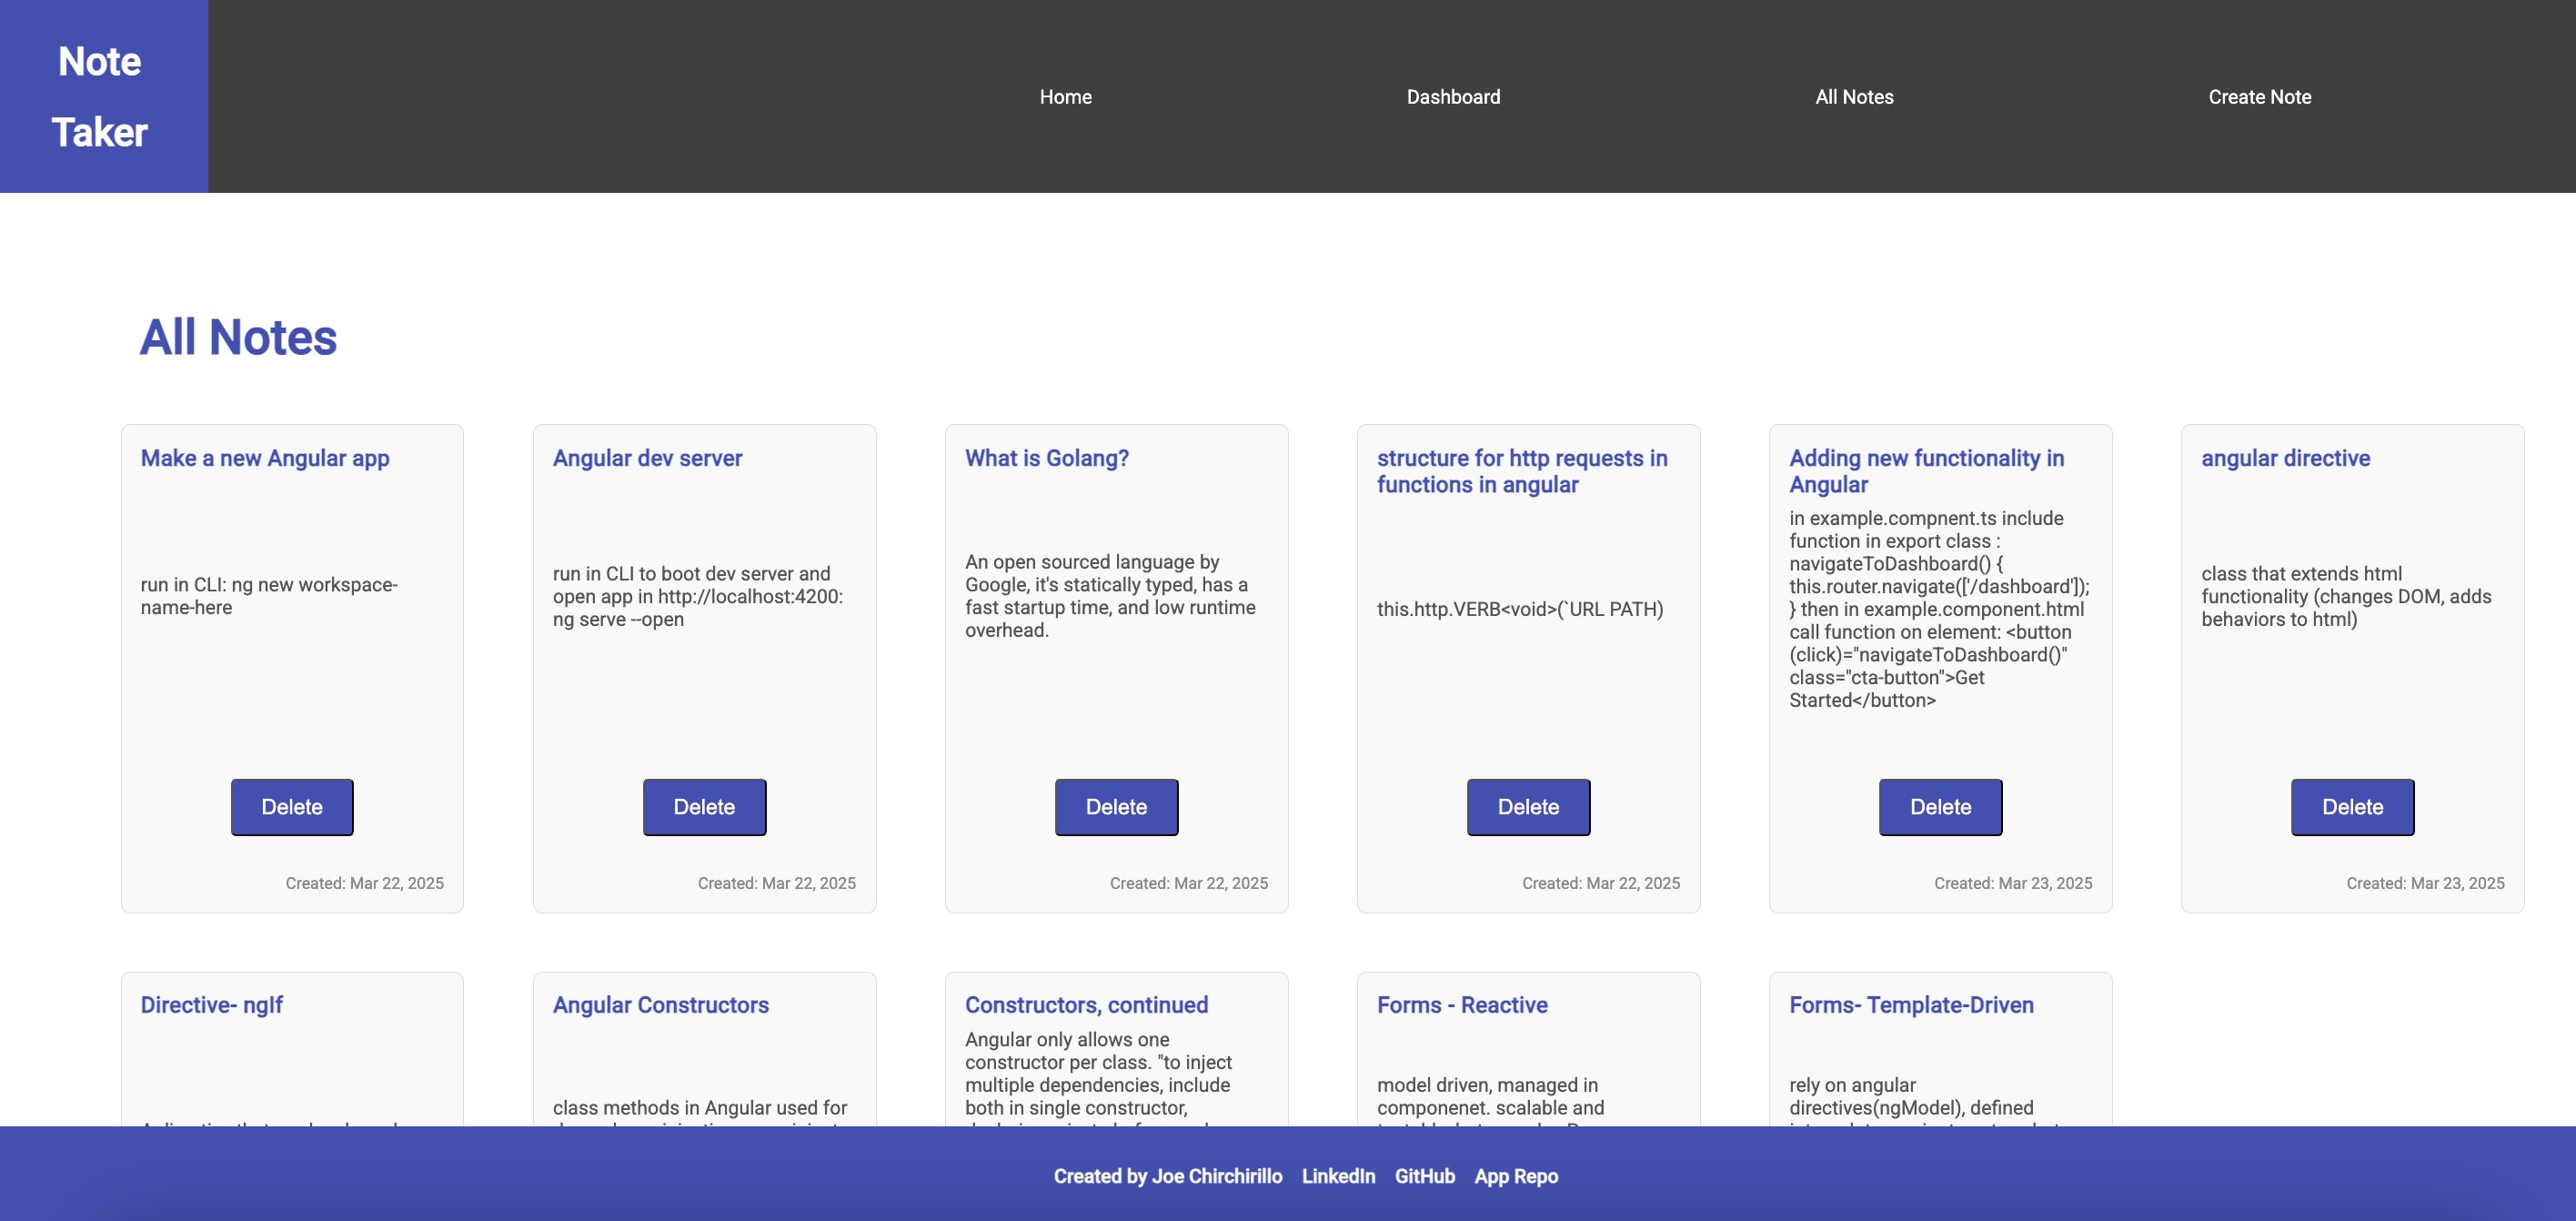 Note
Taker
Home
Dashboard
All Notes
Create Note
All Notes
Make a new Angular app
run in CLI: ng new workspace-
name-here
Delete
Created: Mar 22, 2025
Angular dev server
run in CLI to boot dev server and
open app in http://localhost:4200:
ng serve --open
Delete
Created: Mar 22, 2025
What is Golang?
An open sourced language by
Google, it's statically typed, has a
fast startup time, and low runtime
overhead.
Delete
Created: Mar 22, 2025
structure for http requests in
functions in angular
this.http.VERB<void>(`URL PATH)
Delete
Created: Mar 22, 2025
Adding new functionality in
Angular
in example.compnent.ts include
function in export class :
navigateToDashboard() {
this.router.navigate(['/dashboard']);
} then in example.component.html
call function on element: <button
(click)="navigateToDashboard()"
class="cta-button">Get
Started</button>
Delete
Created: Mar 23, 2025
angular directive
class that extends html
functionality (changes DOM, adds
behaviors to html)
Delete
Created: Mar 23, 2025
Directive- ngIf
Angular Constructors
class methods in Angular used for
Constructors, continued
Angular only allows one
constructor per class. "to inject
multiple dependencies, include
both in single constructor,
Forms - Reactive
model driven, managed in
componenet. scalable and
Forms- Template-Driven
rely on angular
directives(ngModel), defined
Created by Joe Chirchirillo
LinkedIn
GitHub
App Repo